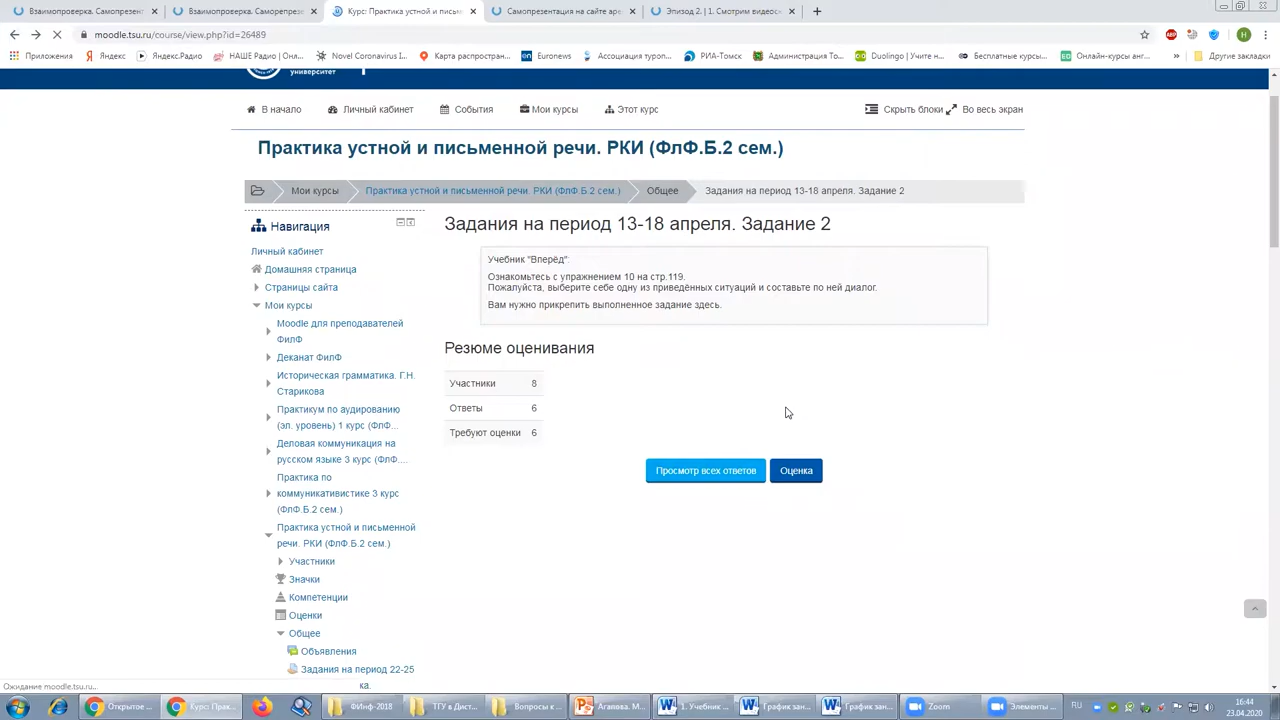 Взаимопроверка. Самопрезент
Взаимопроверка. Саморепрезе
Курс: Практика устной и письм
Самопрезентация на сайте аре
Эпизод 2. | 1. Смотрим видеоск
moodle.tsu.ru/course/view.php?id=26489
Приложения
Яндекс
Яндекс.Радио
НАШЕ Радио | Онл...
Novel Coronavirus I...
Карта распростран...
Euronews
Ассоциация туроп...
РИА-Томск
Администрация То...
Duolingo | Учите н...
Бесплатные курсы...
Онлайн-курсы анг...
»
Другие закладки
университет
В начало
Личный кабинет
События
Мои курсы
Этот курс
Скрыть блоки
Во весь экран
Практика устной и письменной речи. РКИ (ФлФ.Б.2 сем.)
Мои курсы
Практика устной и письменной речи. РКИ (ФлФ.Б.2 сем.)
Общее
Задания на период 13-18 апреля. Задание 2
Навигация
Личный кабинет
Домашняя страница
Страницы сайта
Мои курсы
Moodle для преподавателей
ФилФ
Деканат ФилФ
Историческая грамматика. Г.Н.
Старикова
Практикум по аудированию
(эл. уровень) 1 курс (ФлФ...
Деловая коммуникация на
русском языке 3 курс (ФлФ....
Практика по
коммуникативистике 3 курс
(ФлФ.Б.2 сем.)
Практика устной и письменной
речи. РКИ (ФлФ.Б.2 сем.)
Участники
Значки
Компетенции
Оценки
Общее
Объявления
Задания на период 22-25
ка.
Задания на период 13-18 апреля. Задание 2
Учебник "Вперёд":
Ознакомьтесь с упражнением 10 на стр.119.
Пожалуйста, выберите себе одну из приведённых ситуаций и составьте по ней диалог.
Вам нужно прикрепить выполненное задание здесь.
Резюме оценивания
Участники 8
Ответы 6
Требуют оценки 6
Просмотр всех ответов
Оценка
Ожидание moodle.tsu.ru...
Открытое ...
Курс: Прак...
ФИнф-2018
ТГУ в Дист...
Вопросы к ...
Агапова. М...
1. Учебник ...
График зан...
График зан...
Zoom
Элементы ...
RU
16:44
23.04.2020